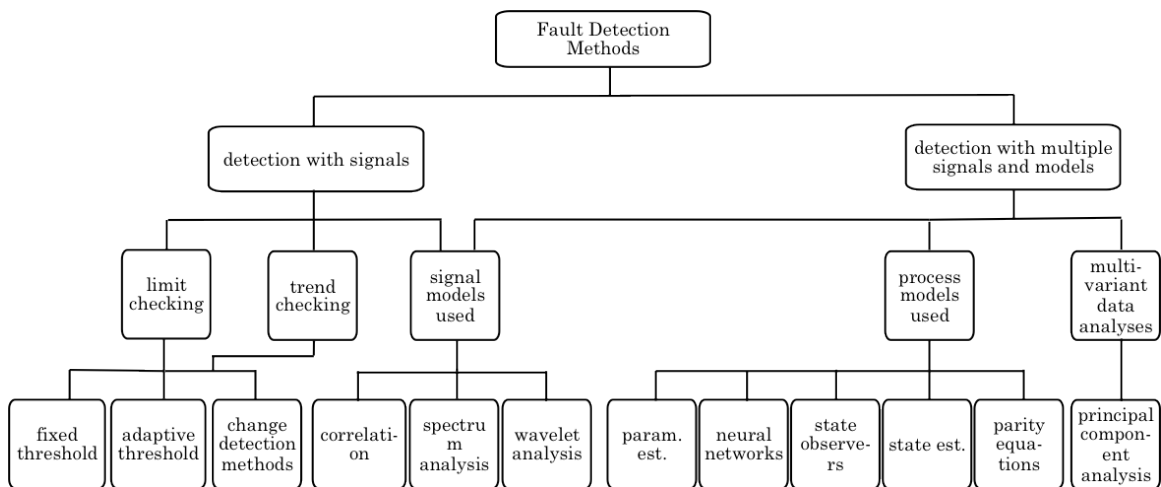 Fault Detection
Methods
detection with signals
detection with multiple
signals and models
limit
checking
trend
checking
signal
models
used
process
models
used
multi-
variant
data
analyses
fixed
threshold
adaptive
threshold
change
detection
methods
correlati-
on
spectru
m
analysis
wavelet
analysis
param.
est.
neural
networks
state
observe-
rs
state est.
parity
equa-
tions
principal
compon-
ent
analysis